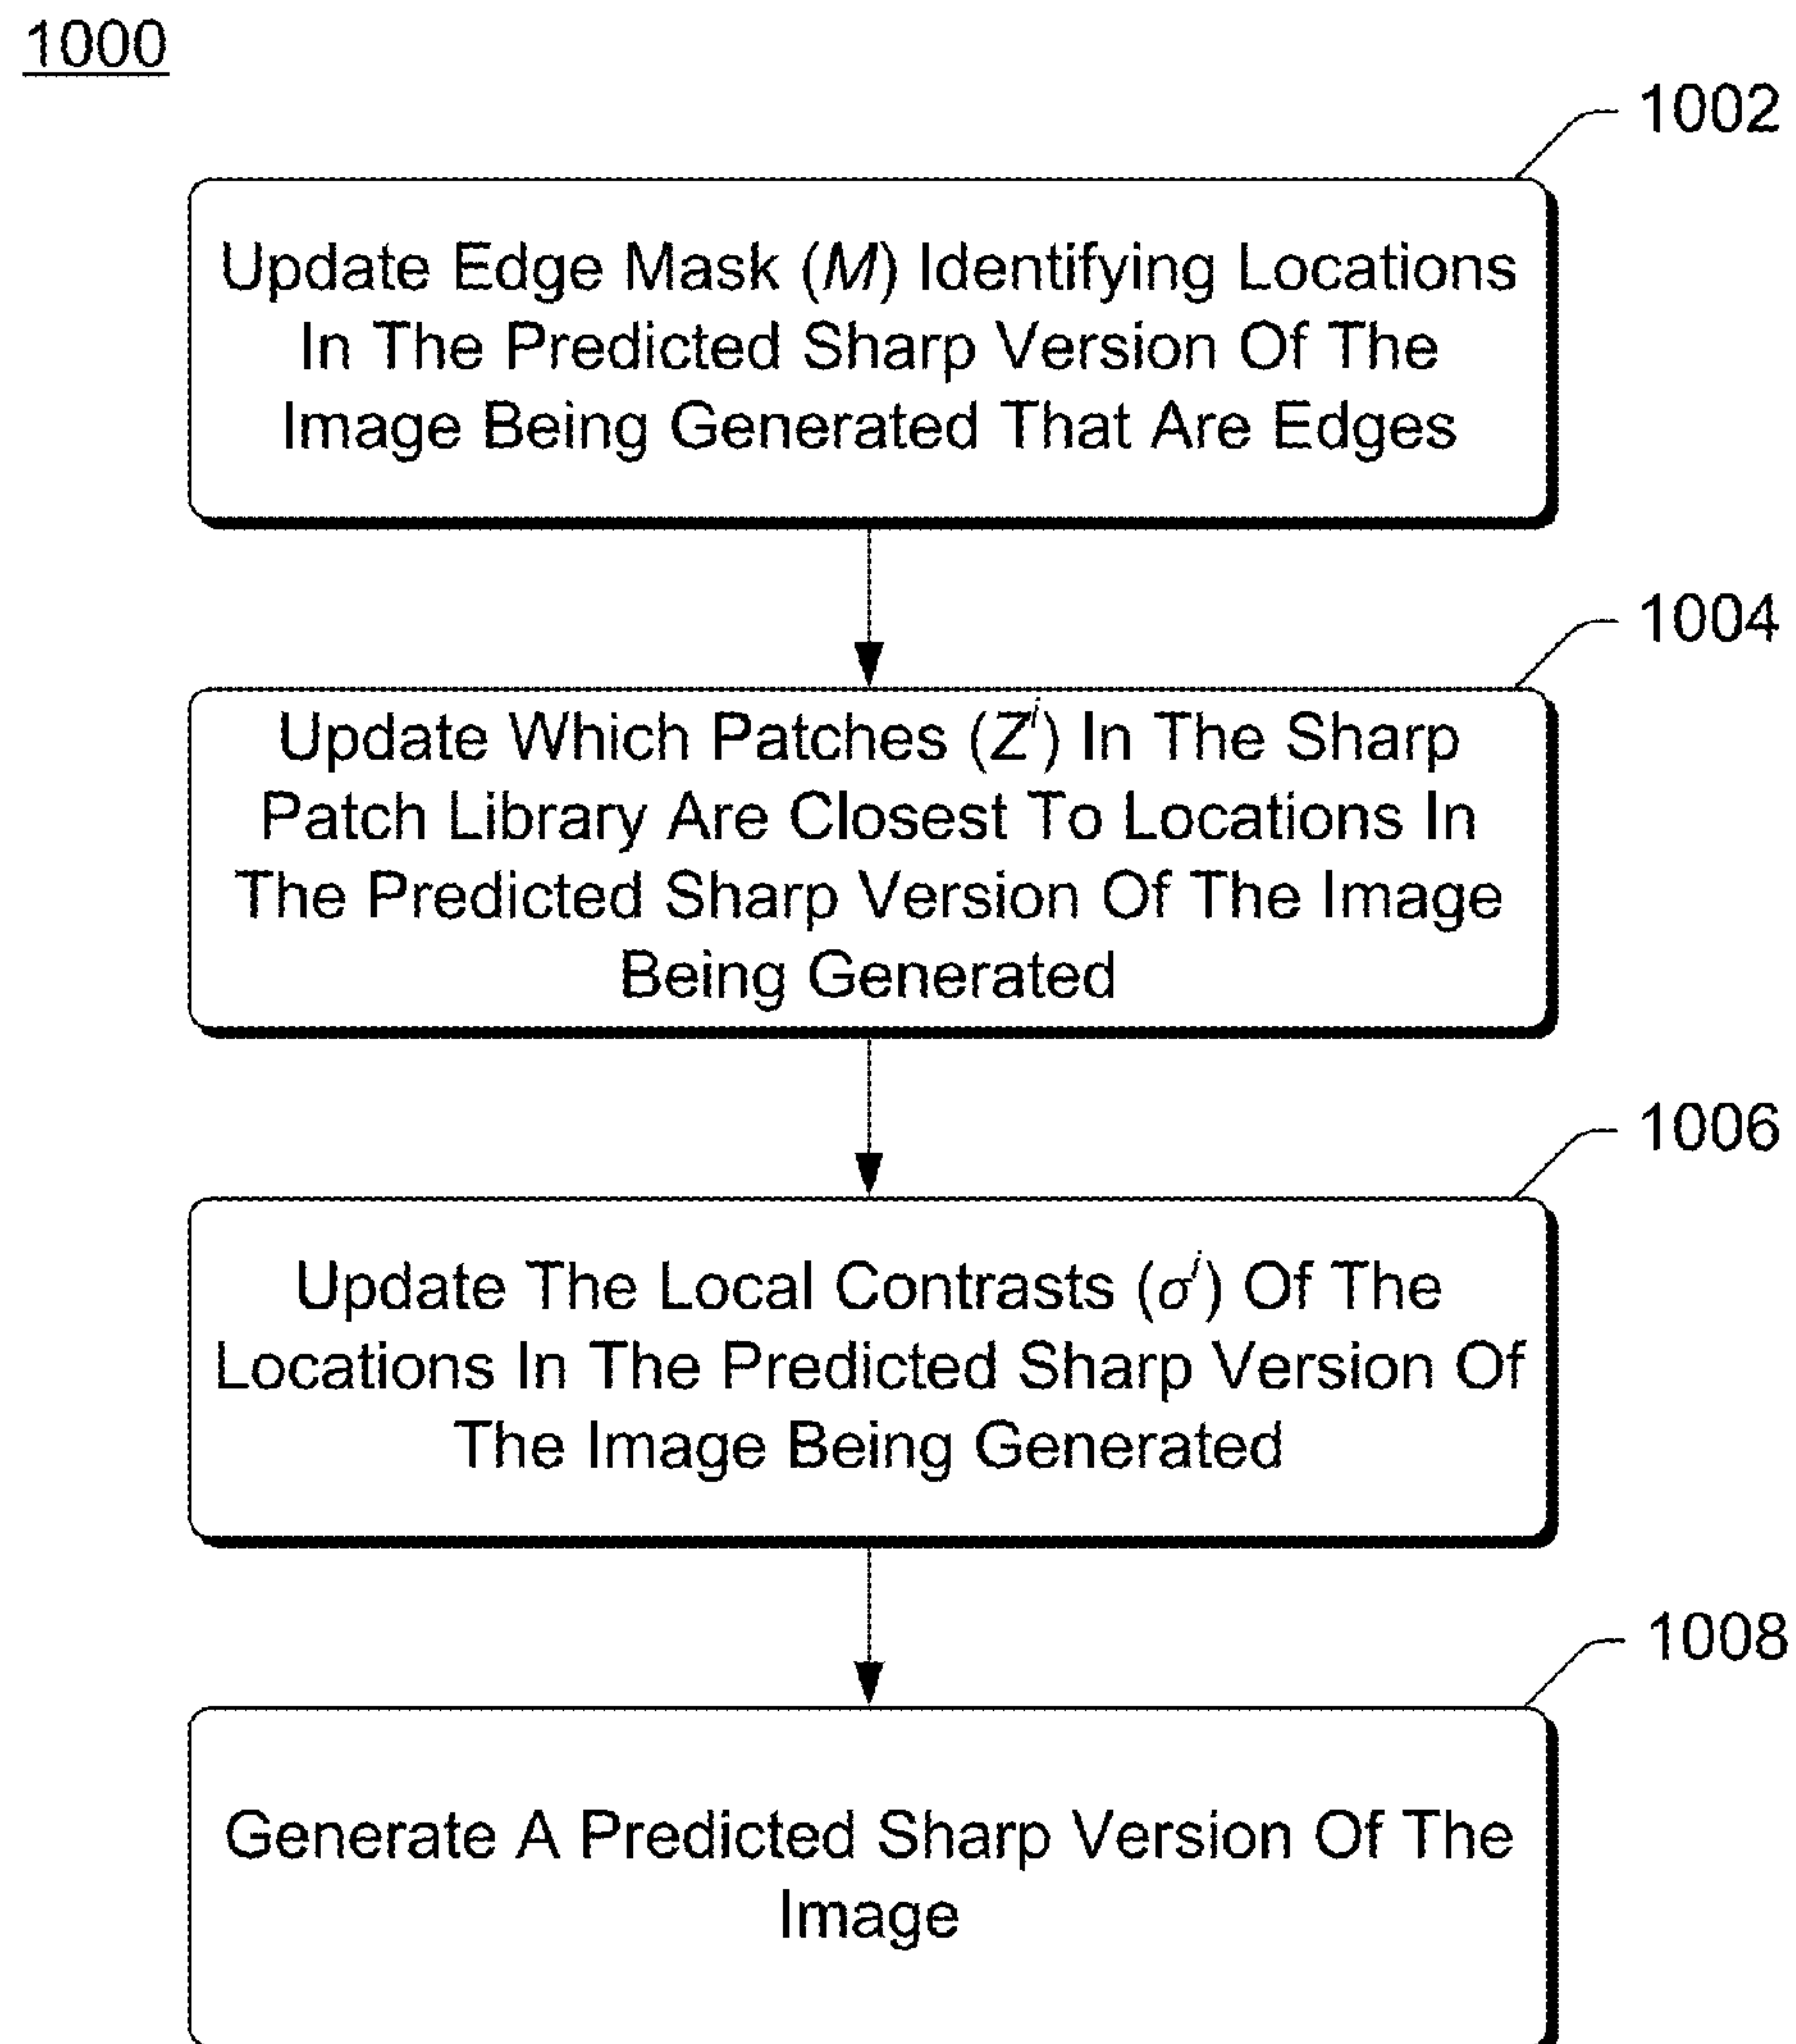 1000
1002
Update Edge Mask (M) Identifying Locations
In The Predicted Sharp Version Of The
Image Being Generated That Are Edges
1004
Update Which Patches (Zⁱ) In The Sharp
Patch Library Are Closest To Locations In
The Predicted Sharp Version Of The Image
Being Generated
1006
Update The Local Contrasts (σⁱ) Of The
Locations In The Predicted Sharp Version Of
The Image Being Generated
1008
Generate A Predicted Sharp Version Of The
Image